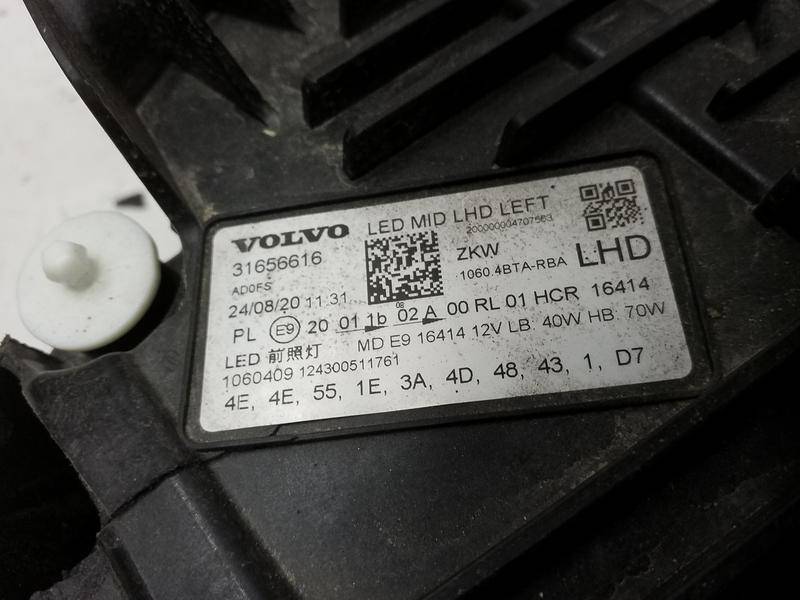 VOLVO LED MID LHD LEFT
200000004707563
31656616 ZKW LHD
AD0FS 1060.4BTA-RBA
24/08/20 11:31
08
PL E9 20 01 1b 02 A 00 RL 01 HCR 16414
LED 前照灯 MD E9 16414 12V LB: 40W HB: 70W
1060409 124300511761
4E, 4E, 55, 1E, 3A, 4D, 48, 43, 1, D7